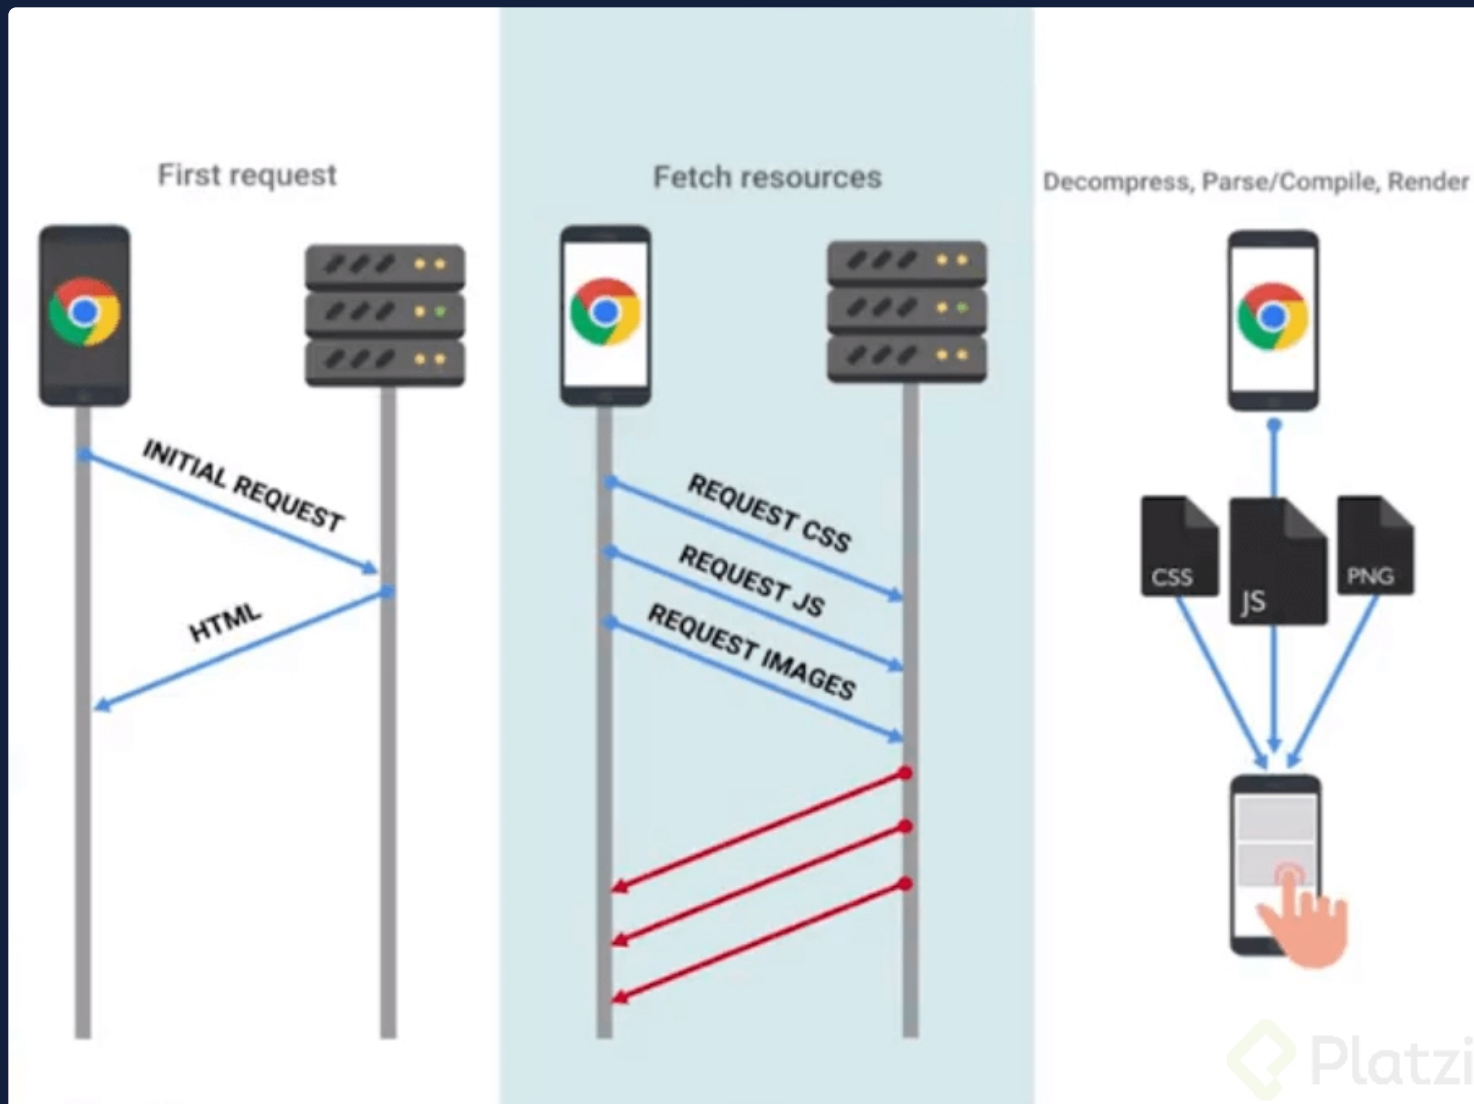 First request
Fetch resources
Decompress, Parse/Compile, Render
INITIAL REQUEST
HTML
REQUEST CSS
REQUEST JS
REQUEST IMAGES
CSS
JS
PNG
Platzi